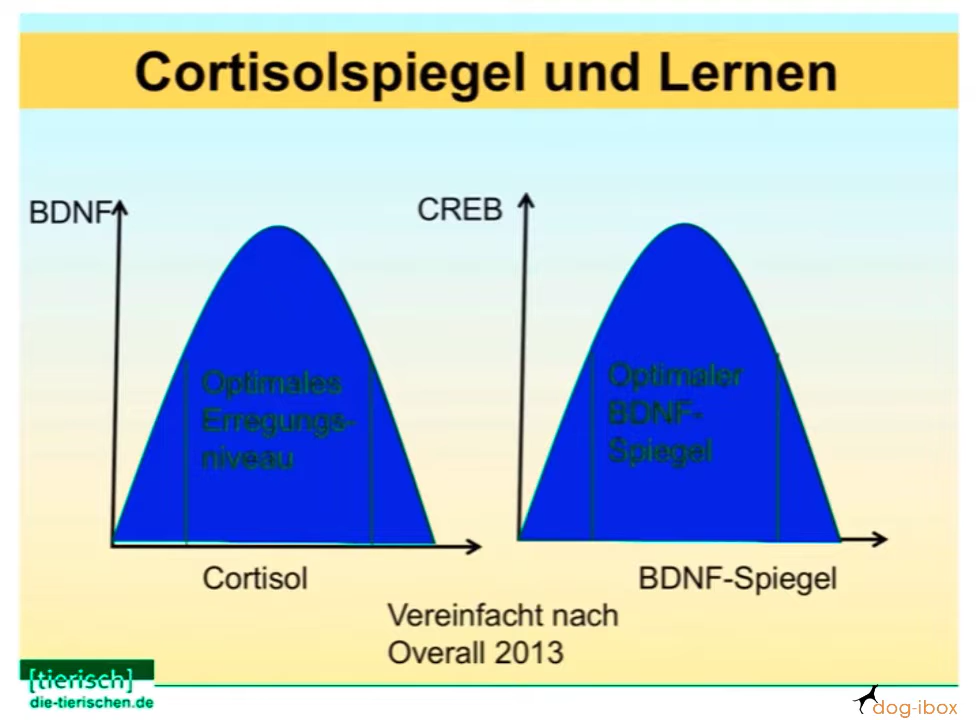 Cortisolspiegel und Lernen
BDNF
CREB
Optimales
Erregungs-
niveau
Optimaler
BDNF-
Spiegel
Cortisol
BDNF-Spiegel
Vereinfacht nach
Overall 2013
[tierisch]
die-tierischen.de
dog-ibox